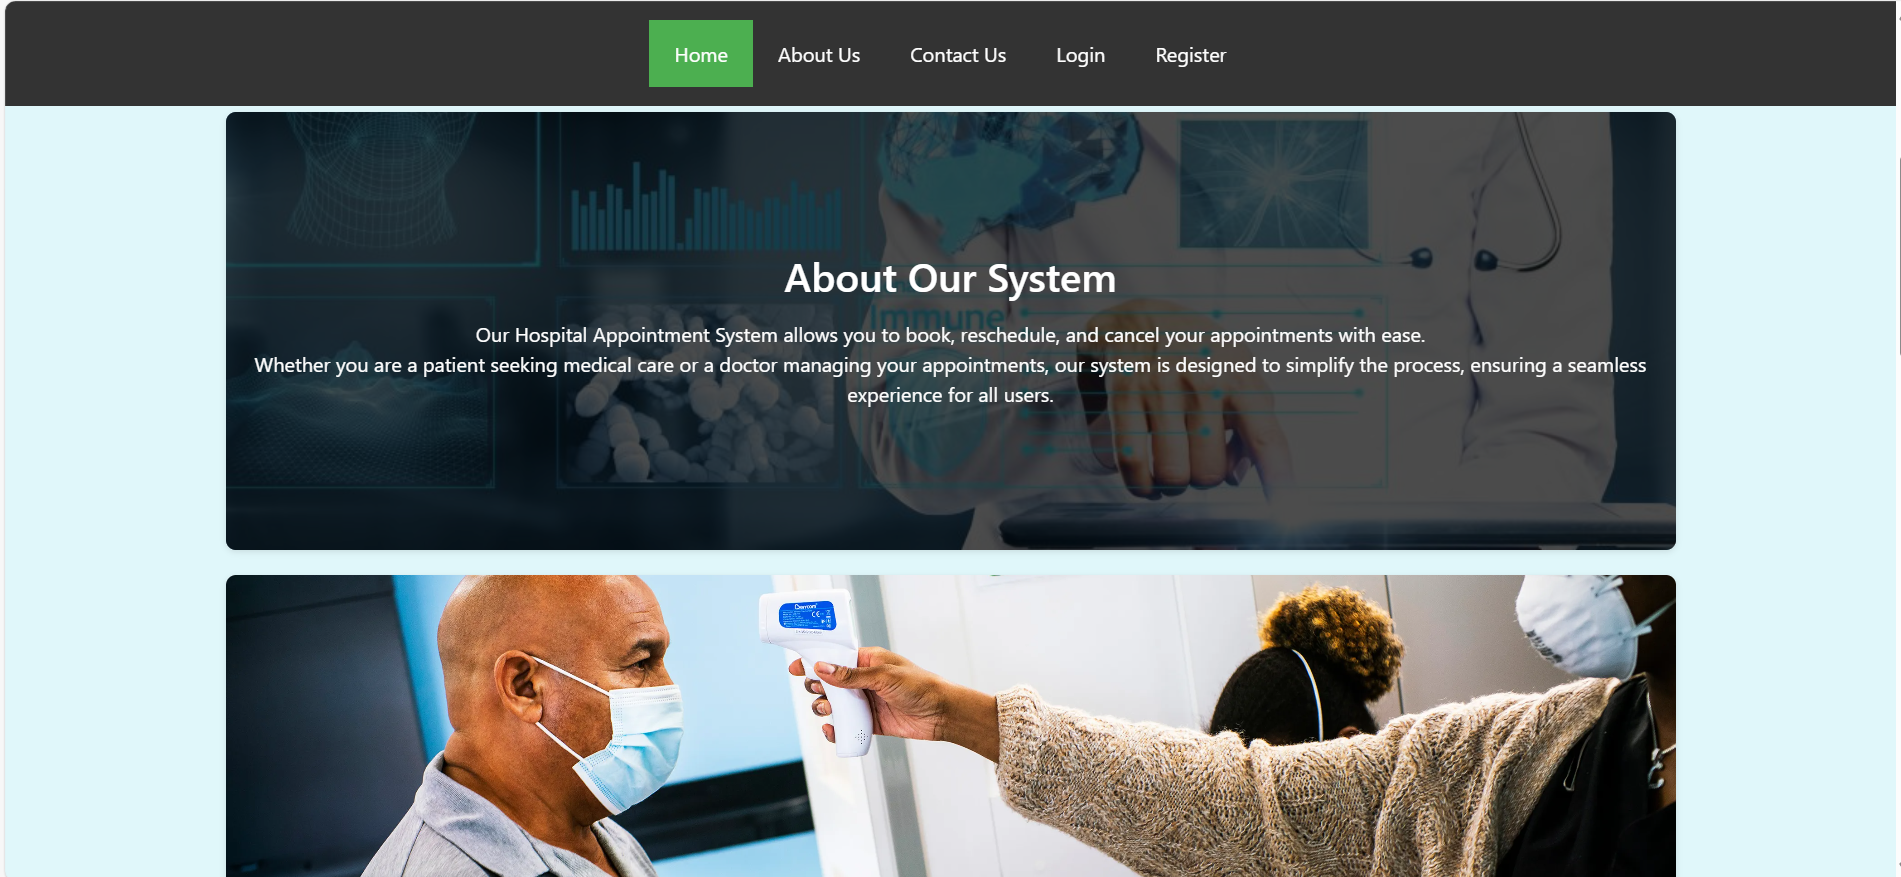 Home
About Us
Contact Us
Login
Register
About Our System
Immune
Our Hospital Appointment System allows you to book, reschedule, and cancel your appointments with ease.
Whether you are a patient seeking medical care or a doctor managing your appointments, our system is designed to simplify the process, ensuring a seamless
experience for all users.